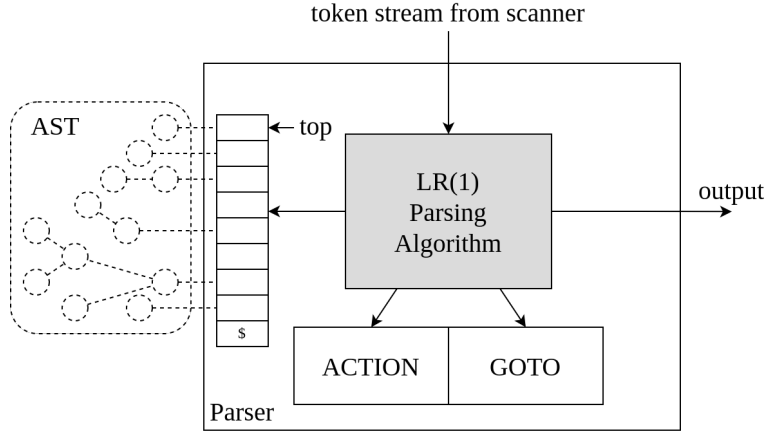 token stream from scanner
AST
top
LR(1)
Parsing
Algorithm
output
$
ACTION
GOTO
Parser